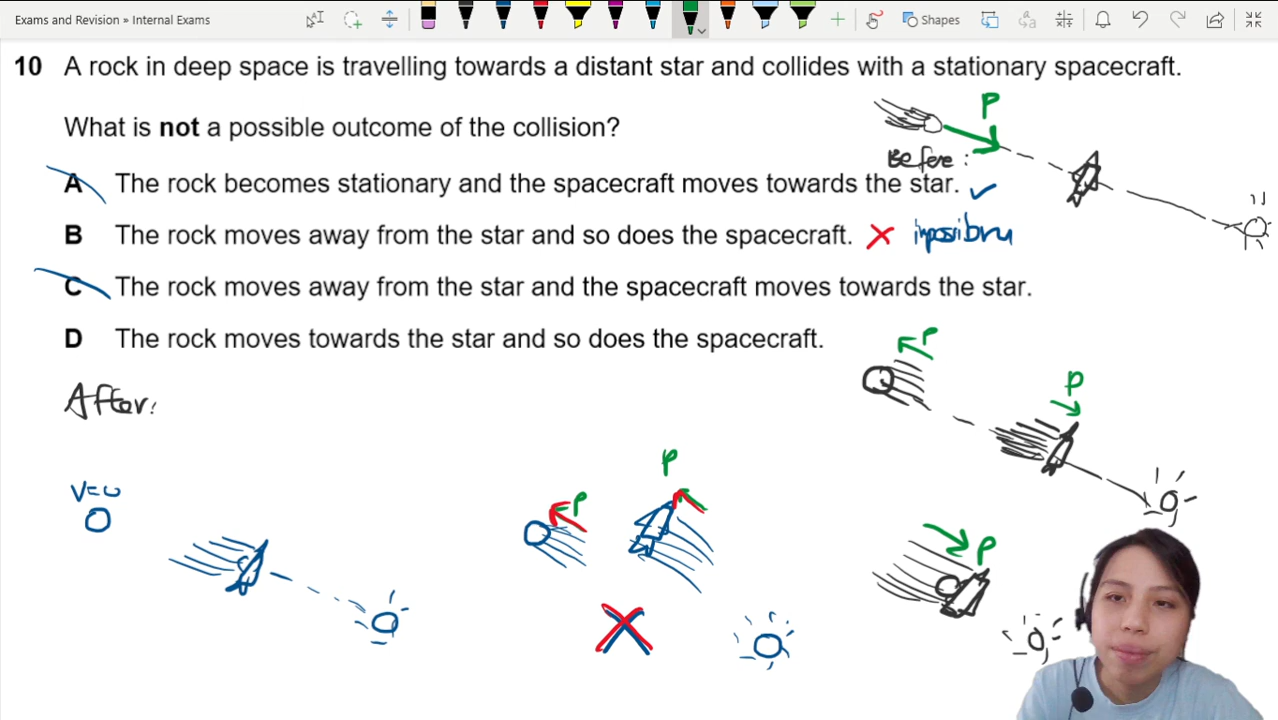 Exams and Revision » Internal Exams
Shapes
10 A rock in deep space is travelling towards a distant star and collides with a stationary spacecraft.
What is not a possible outcome of the collision?
P
Before :
A The rock becomes stationary and the spacecraft moves towards the star. ✓
B The rock moves away from the star and so does the spacecraft. ✗ impossibru
C The rock moves away from the star and the spacecraft moves towards the star.
D The rock moves towards the star and so does the spacecraft.
P
P
After:
P
V=0
P
P